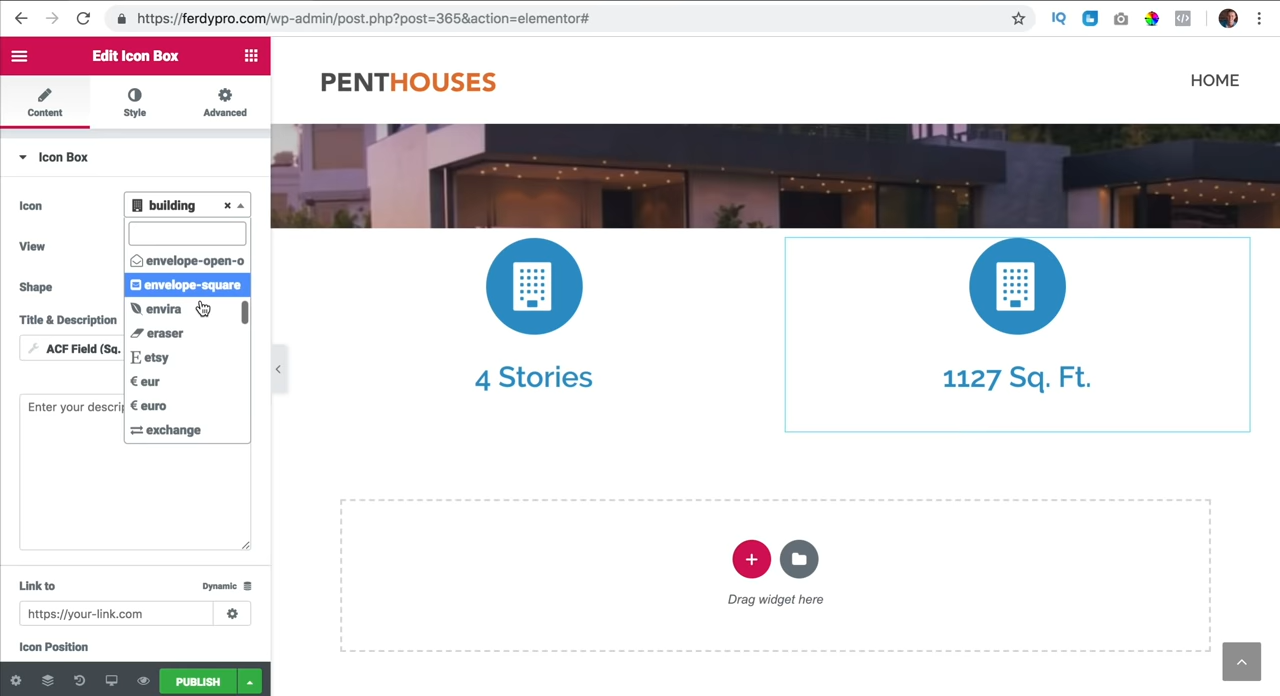 https://ferdypro.com/wp-admin/post.php?post=365&action=elementor#
IQ
Edit Icon Box
Content
Style
Advanced
Icon Box
Icon
building
View
envelope-open-o
envelope-square
Shape
envira
Title & Description
eraser
ACF Field (Sq.
etsy
€ eur
Enter your descrip
€ euro
exchange
Link to
Dynamic
https://your-link.com
Icon Position
PUBLISH
PENTHOUSES
HOME
4 Stories
1127 Sq. Ft.
Drag widget here